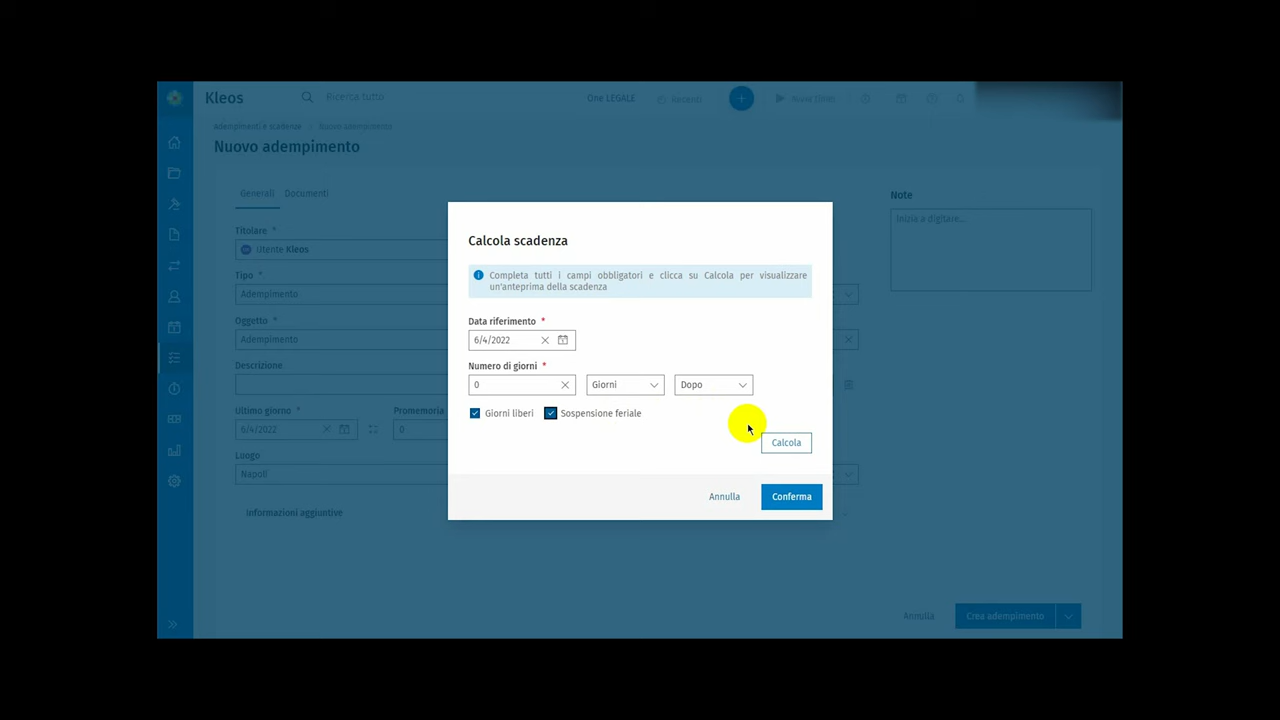 Kleos
Ricerca tutto
One LEGALE
Recenti
Adempimenti e scadenze
Nuovo adempimento
Nuovo adempimento
Generali
Documenti
Note
Inizia a digitare...
Titolare *
Utente Kleos
Tipo *
Adempimento
Oggetto *
Adempimento
Descrizione
Ultimo giorno *
Promemoria
6/4/2022
0
Luogo
Napoli
Informazioni aggiuntive
Calcola scadenza
Completa tutti i campi obbligatori e clicca su Calcola per visualizzare
un'anteprima della scadenza
Data riferimento *
6/4/2022
Numero di giorni *
0
Giorni
Dopo
Giorni liberi
Sospensione feriale
Calcola
Annulla
Conferma
Annulla
Crea adempimento